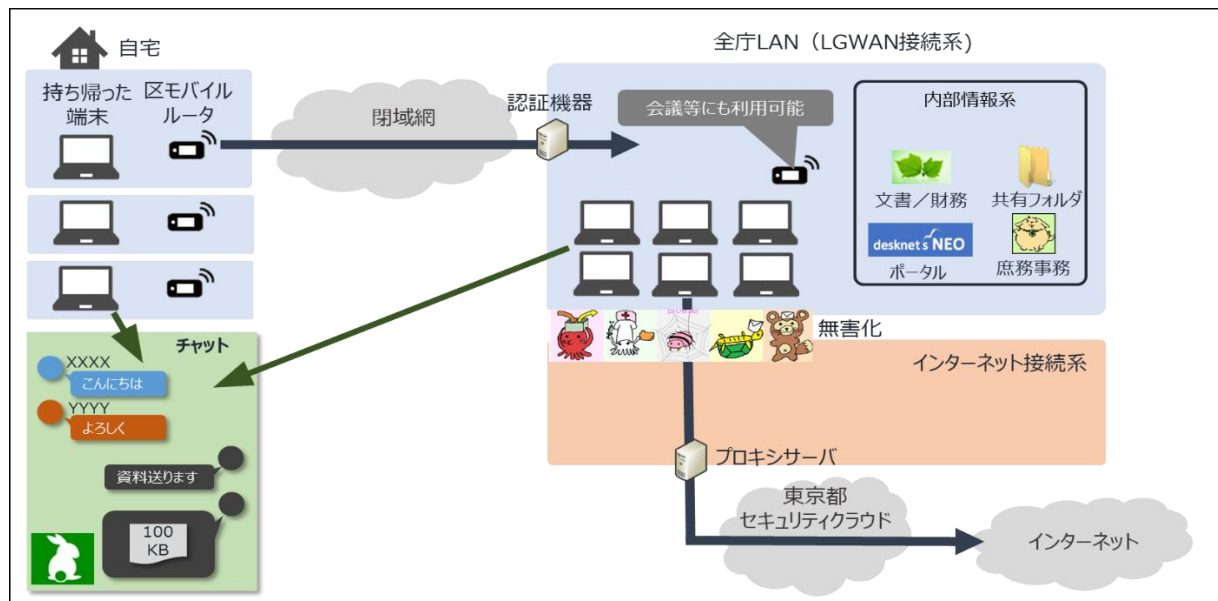 自宅
持ち帰った
端末
区モバイル
ルータ
閉域網
認証機器
全庁LAN（LGWAN接続系)
会議等にも利用可能
内部情報系
文書／財務
共有フォルダ
desknet's NEO
ポータル
庶務事務
無害化
インターネット接続系
プロキシサーバ
東京都
セキュリティクラウド
インターネット
チャット
XXXX
こんにちは
YYYY
よろしく
資料送ります
100
KB